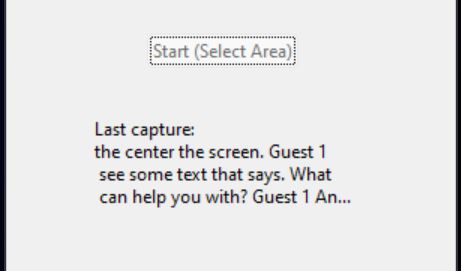 Start (Select Area)
Last capture:
the center the screen. Guest 1
see some text that says. What
can help you with? Guest 1 An...